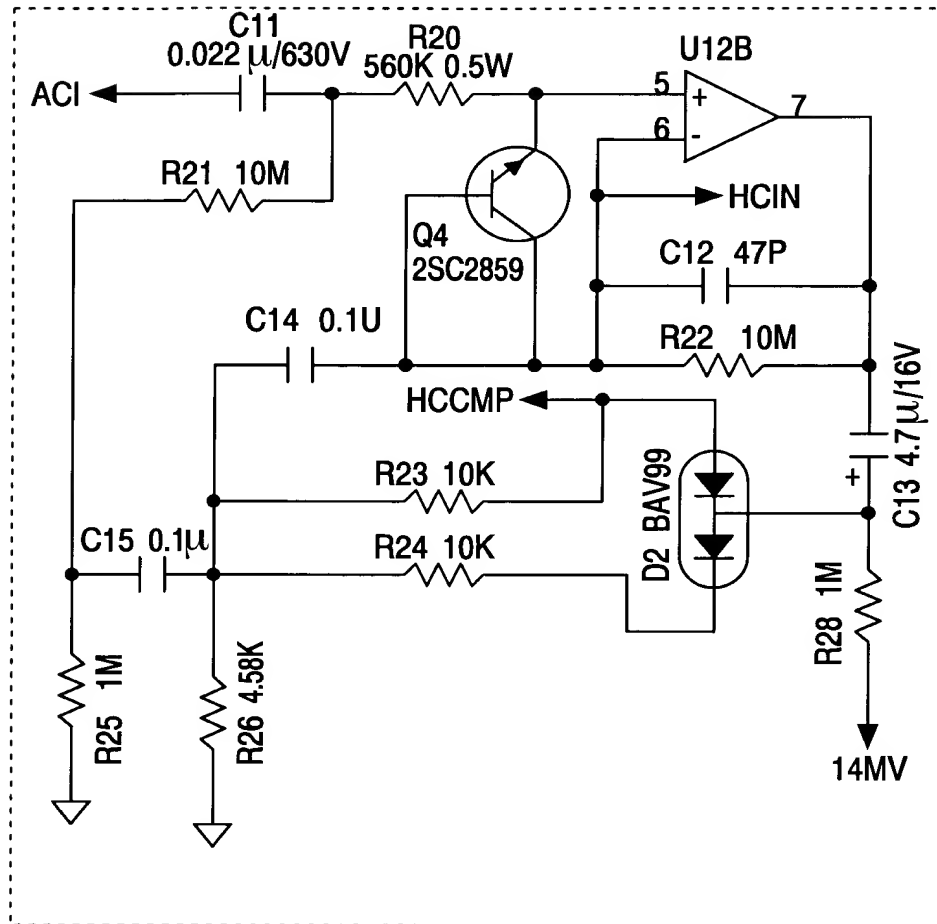 C11
0.022 μ/630V
R20
560K 0.5W
U12B
ACI
5
+
7
6
-
R21 10M
HCIN
Q4
2SC2859
C12 47P
C14 0.1U
R22 10M
HCCMP
C13 4.7μ/16V
+
R23 10K
D2 BAV99
C15 0.1μ
R24 10K
R28 1M
R25 1M
R26 4.58K
14MV